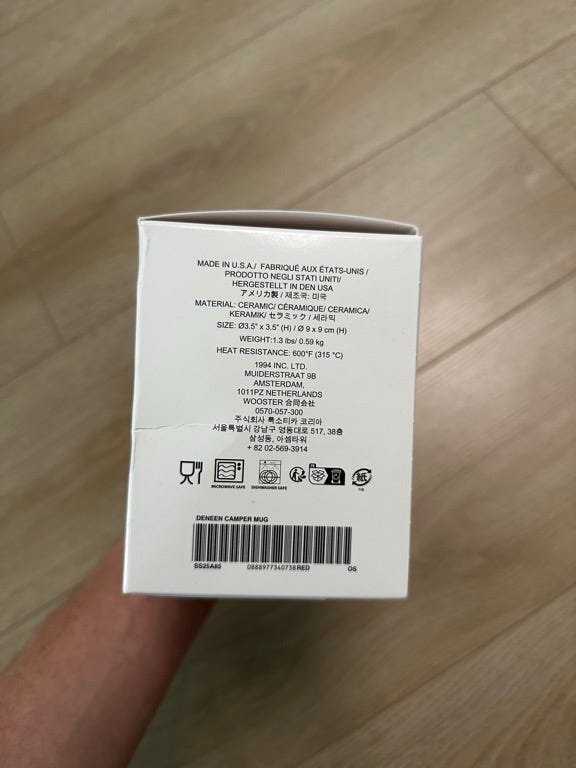 MADE IN U.S.A./ FABRIQUÉ AUX ÉTATS-UNIS /
PRODOTTO NEGLI STATI UNITI/
HERGESTELLT IN DEN USA
アメリカ製 / 제조국: 미국
MATERIAL: CERAMIC/ CÉRAMIQUE/ CERAMICA/
KERAMIK/ セラミック / 세라믹
SIZE: Ø3.5" x 3.5" (H) / Ø 9 x 9 cm (H)
WEIGHT:1.3 lbs/ 0.59 kg
HEAT RESISTANCE: 600°F (315 °C)
1994 INC. LTD.
MUIDERSTRAAT 9B
AMSTERDAM,
1011PZ NETHERLANDS
WOOSTER 合同会社
0570-057-300
주식회사 룩소티카 코리아
서울특별시 강남구 영동대로 517, 38층
삼성동, 아셈타워
+ 82 02-569-3914
MICROWAVE SAFE
DISHWASHER SAFE
紙
DENEEN CAMPER MUG
SS25A85 0888977340738RED OS